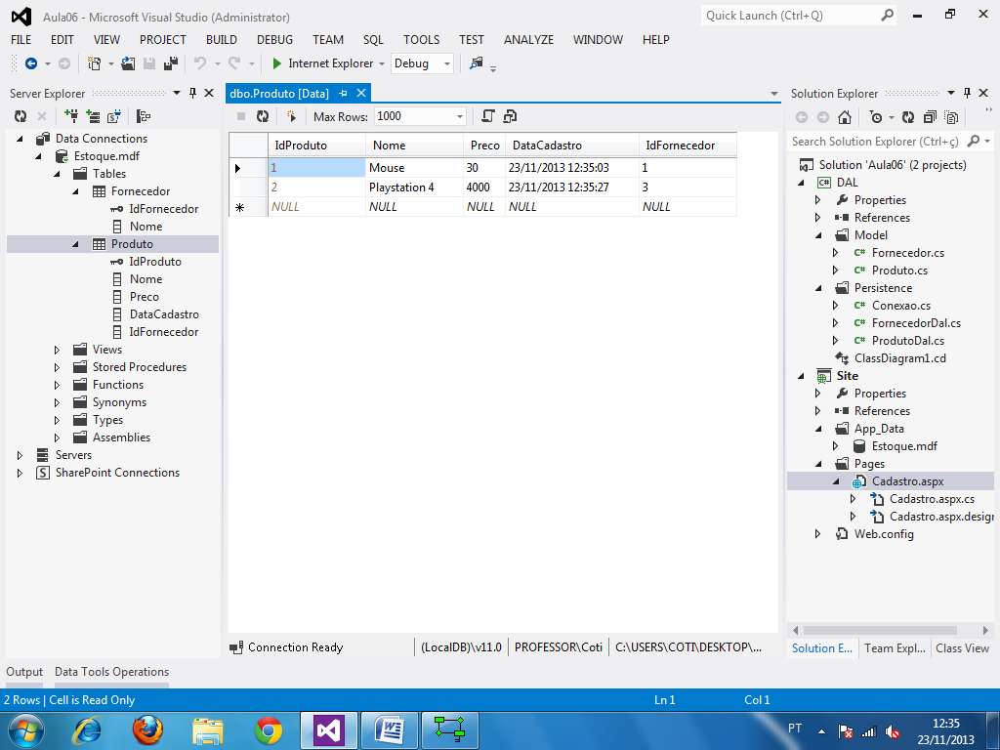 Aula06 - Microsoft Visual Studio (Administrator)
Quick Launch (Ctrl+Q)
FILE EDIT VIEW PROJECT BUILD DEBUG TEAM SQL TOOLS TEST ANALYZE WINDOW HELP
Internet Explorer Debug
Server Explorer
Data Connections
Estoque.mdf
Tables
Fornecedor
IdFornecedor
Nome
Produto
IdProduto
Nome
Preco
DataCadastro
IdFornecedor
Views
Stored Procedures
Functions
Synonyms
Types
Assemblies
Servers
SharePoint Connections
dbo.Produto [Data]
Max Rows: 1000
IdProduto Nome Preco DataCadastro IdFornecedor
1 Mouse 30 23/11/2013 12:35:03 1
2 Playstation 4 4000 23/11/2013 12:35:27 3
NULL NULL NULL NULL NULL
Connection Ready (LocalDB)\v11.0 PROFESSOR\Coti C:\USERS\COTI\DESKTOP\...
Solution Explorer
Search Solution Explorer (Ctrl+ç)
Solution 'Aula06' (2 projects)
C# DAL
Properties
References
Model
C# Fornecedor.cs
C# Produto.cs
Persistence
C# Conexao.cs
C# FornecedorDal.cs
C# ProdutoDal.cs
ClassDiagram1.cd
Site
Properties
References
App_Data
Estoque.mdf
Pages
Cadastro.aspx
Cadastro.aspx.cs
Cadastro.aspx.design
Web.config
Solution E... Team Expl... Class View
Output Data Tools Operations
2 Rows | Cell is Read Only Ln 1 Col 1
PT 12:35
23/11/2013